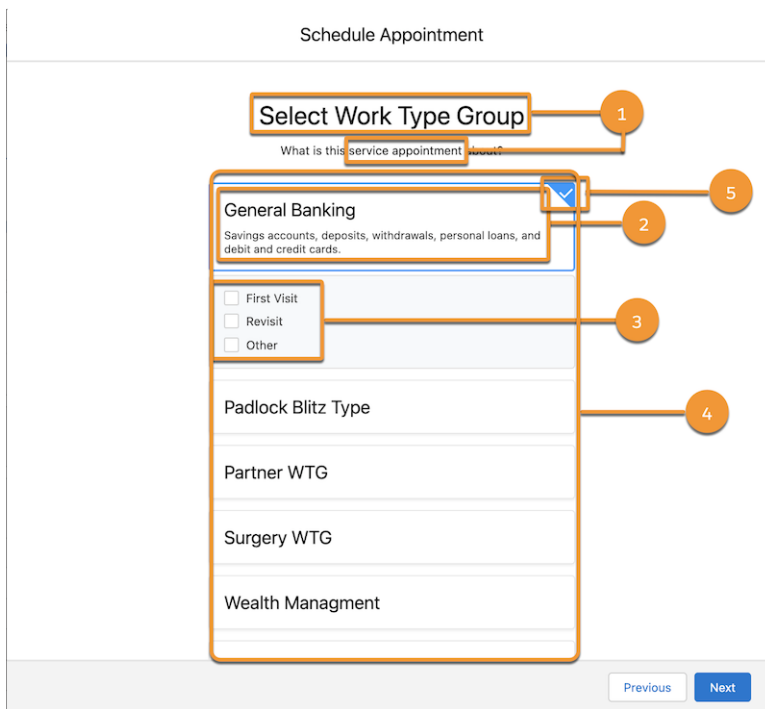 Schedule Appointment
Select Work Type Group
1
What is this service appointment about?
5
General Banking
2
Savings accounts, deposits, withdrawals, personal loans, and
debit and credit cards.
First Visit
Revisit
3
Other
Padlock Blitz Type
4
Partner WTG
Surgery WTG
Wealth Managment
Previous
Next